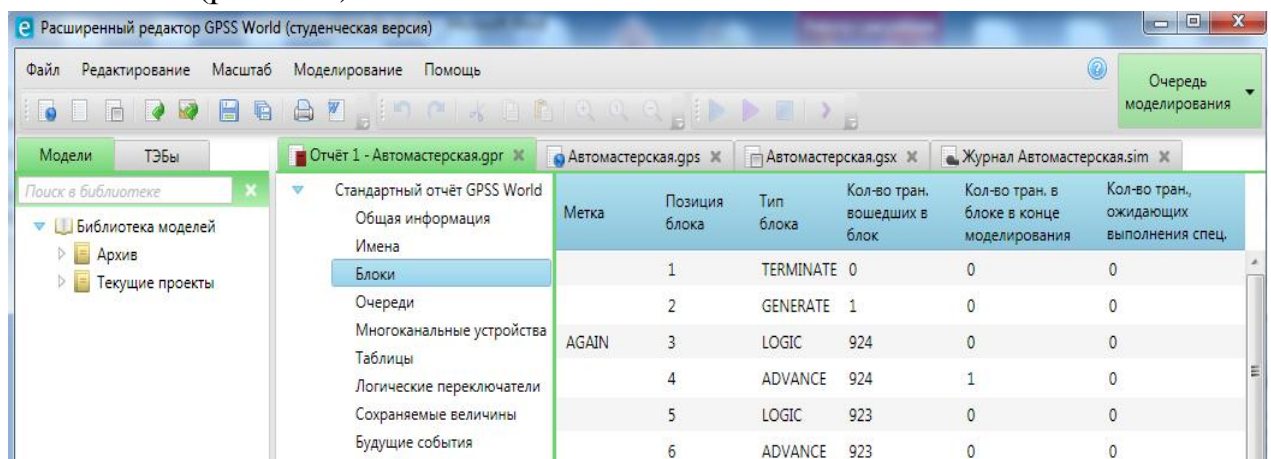 Расширенный редактор GPSS World (студенческая версия)
Файл Редактирование Масштаб Моделирование Помощь
Очередь
моделирования
Модели ТЭБы
Отчёт 1 - Автомастерская.gpr Автомастерская.gps Автомастерская.gsx Журнал Автомастерская.sim
Поиск в библиотеке
Библиотека моделей
Архив
Текущие проекты
Стандартный отчёт GPSS World
Общая информация
Имена
Блоки
Очереди
Многоканальные устройства
Таблицы
Логические переключатели
Сохраняемые величины
Будущие события
Метка
Позиция
блока
Тип
блока
Кол-во тран.
вошедших в
блок
Кол-во тран. в
блоке в конце
моделирования
Кол-во тран.,
ожидающих
выполнения спец.
1 TERMINATE 0 0 0
2 GENERATE 1 0 0
AGAIN 3 LOGIC 924 0 0
4 ADVANCE 924 1 0
5 LOGIC 923 0 0
6 ADVANCE 923 0 0